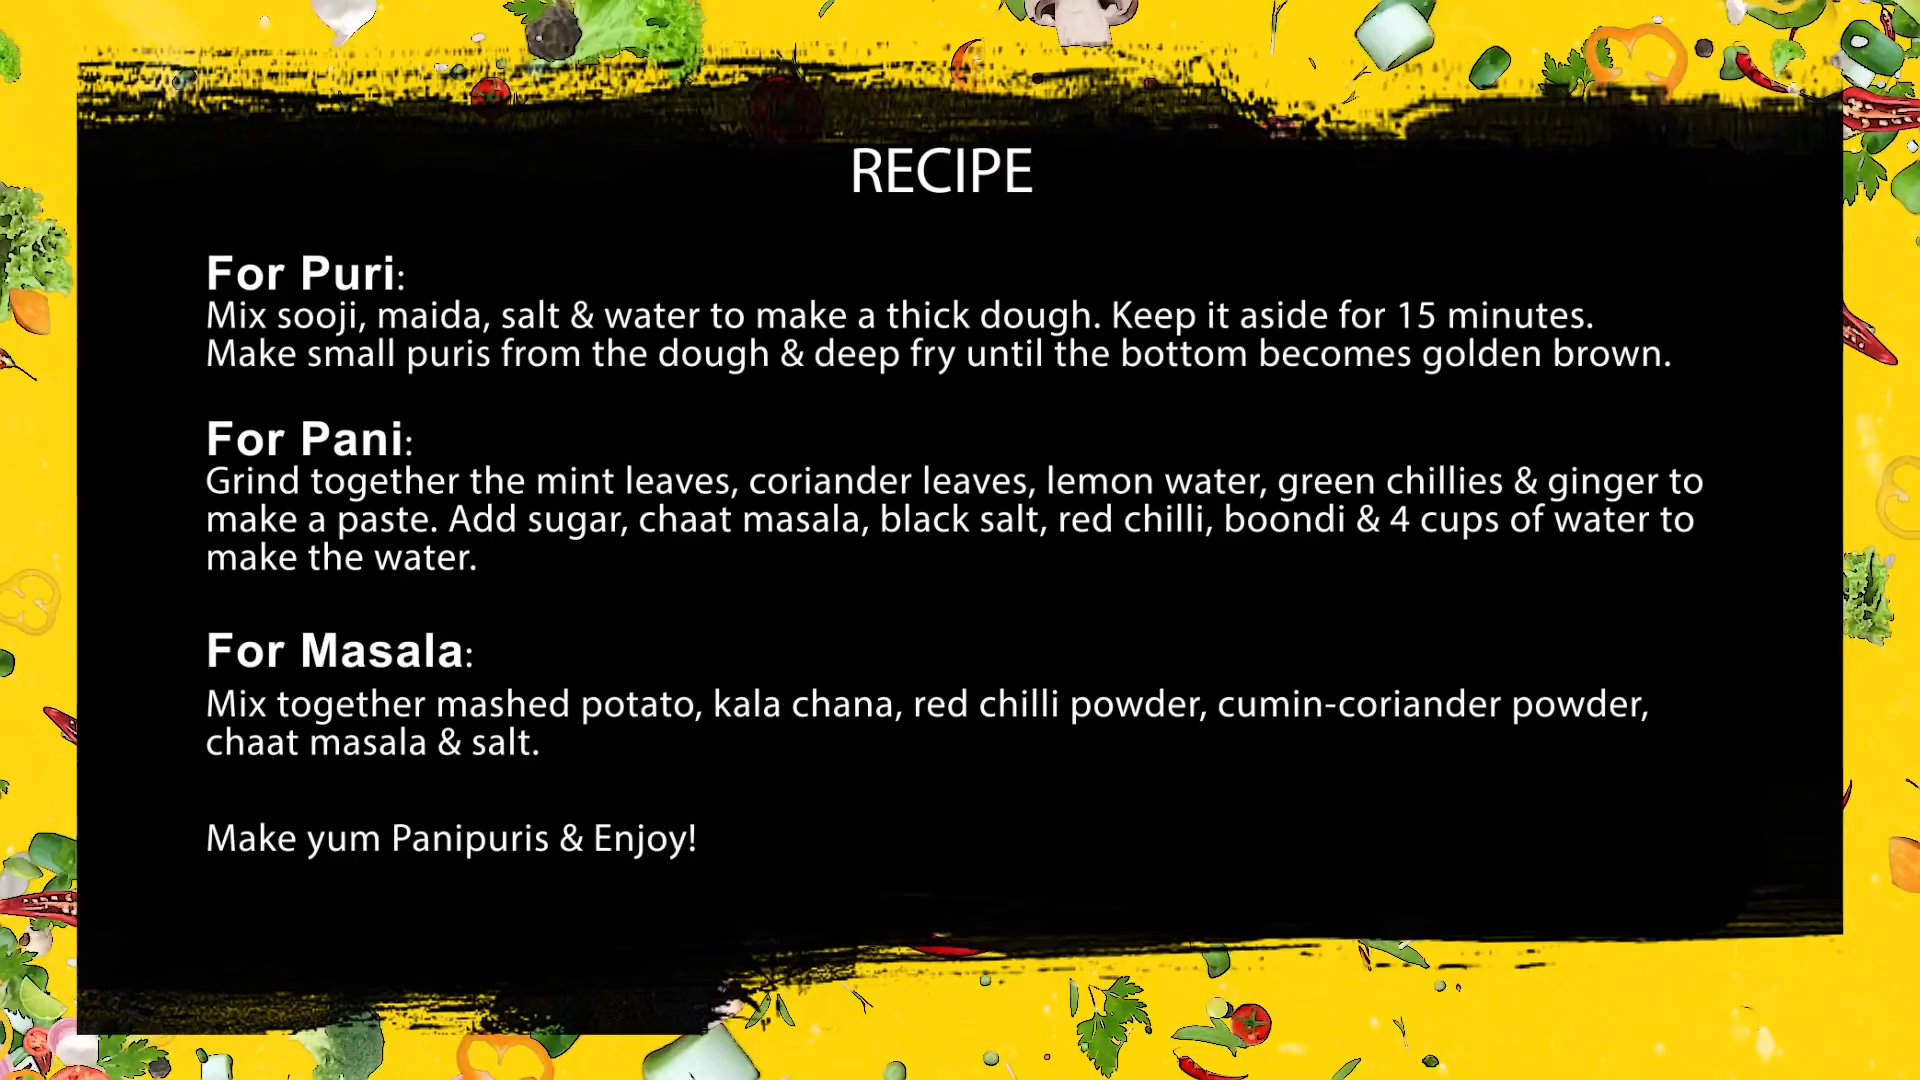 RECIPE
For Puri:
Mix sooji, maida, salt & water to make a thick dough. Keep it aside for 15 minutes.
Make small puris from the dough & deep fry until the bottom becomes golden brown.
For Pani:
Grind together the mint leaves, coriander leaves, lemon water, green chillies & ginger to
make a paste. Add sugar, chaat masala, black salt, red chilli, boondi & 4 cups of water to
make the water.
For Masala:
Mix together mashed potato, kala chana, red chilli powder, cumin-coriander powder,
chaat masala & salt.
Make yum Panipuris & Enjoy!